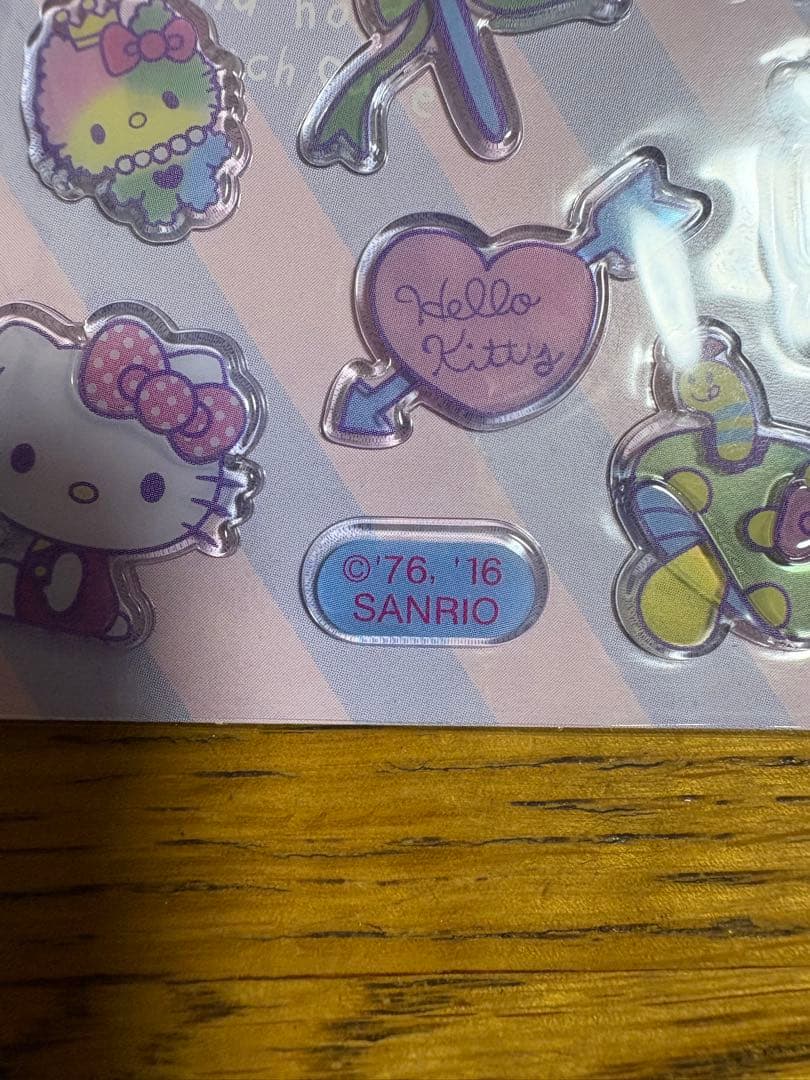 Hello
Kitty
©'76, '16
SANRIO